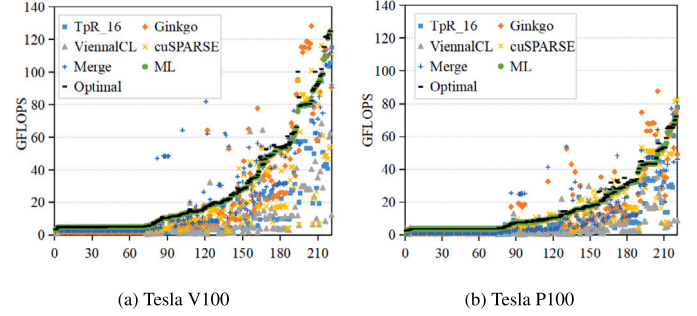 140
120
100
80
60
40
20
0
GFLOPS
TpR_16 Ginkgo
ViennalCL cuSPARSE
Merge ML
Optimal
0 30 60 90 120 150 180 210
(a) Tesla V100
140
120
100
80
60
40
20
0
GFLOPS
TpR_16 Ginkgo
ViennalCL cuSPARSE
Merge ML
Optimal
0 30 60 90 120 150 180 210
(b) Tesla P100